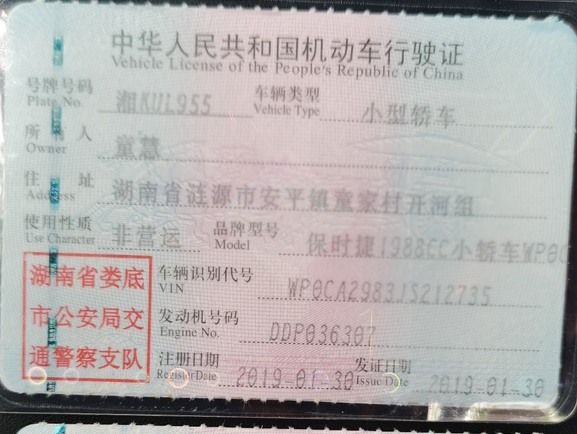 中华人民共和国机动车行驶证
Vehicle License of the People's Republic of China
号牌号码 湘KUL955 车辆类型 小型轿车
Plate No. Vehicle Type
所有人 童慧
Owner
住址 湖南省涟源市安平镇童家村开河组
Address
使用性质 非营运 品牌型号 保时捷1988CC小轿车WP0C
Use Character Model
湖南省娄底
市公安局交
通警察支队
车辆识别代号 WP0CA2983JS212735
VIN
发动机号码 DDP036307
Engine No.
注册日期 2019-01-30 发证日期 2019-01-30
Register Date Issue Date